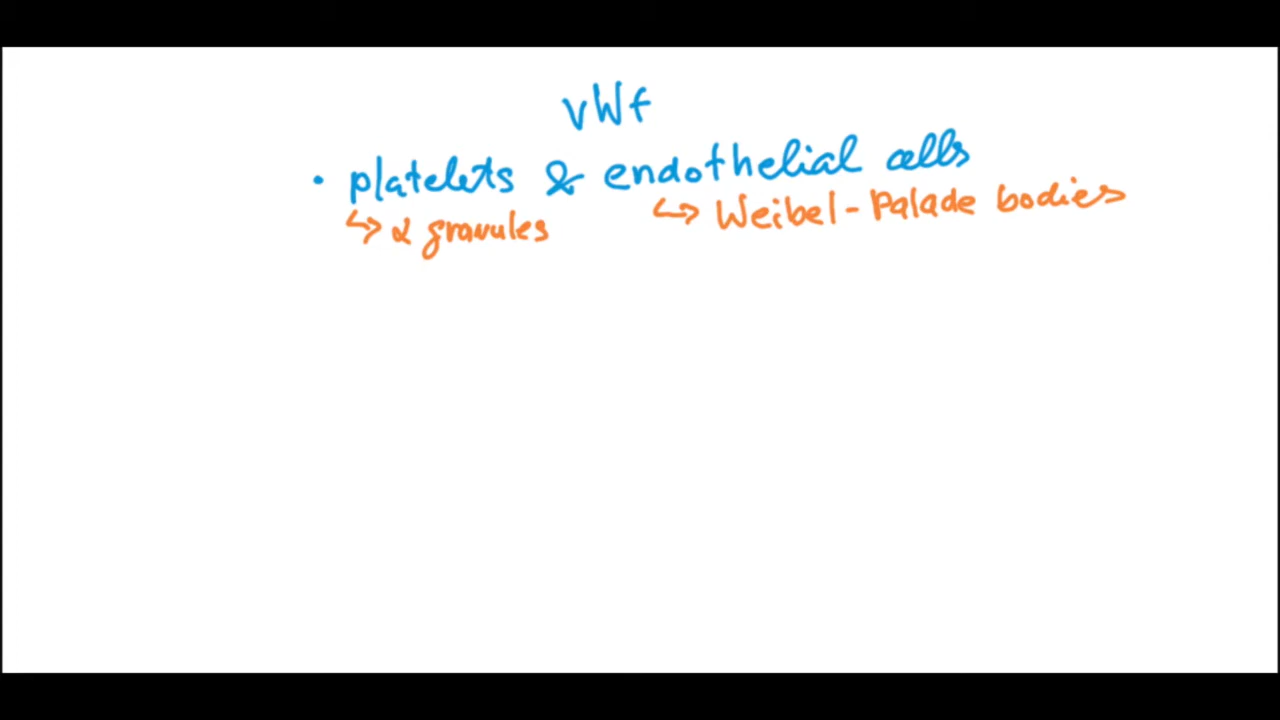 vWf
• platelets & endothelial cells
↪ α granules ↪ Weibel-Palade bodies